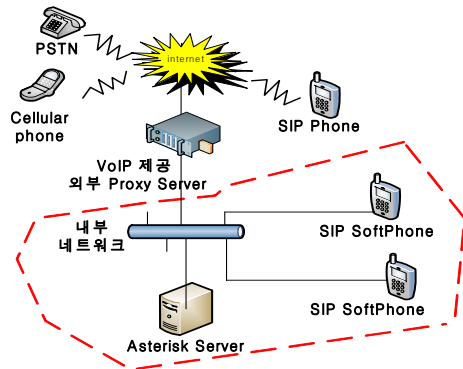 PSTN
internet
Cellular
phone
SIP Phone
VoIP 제공
외부 Proxy Server
내부
네트워크
SIP SoftPhone
SIP SoftPhone
Asterisk Server